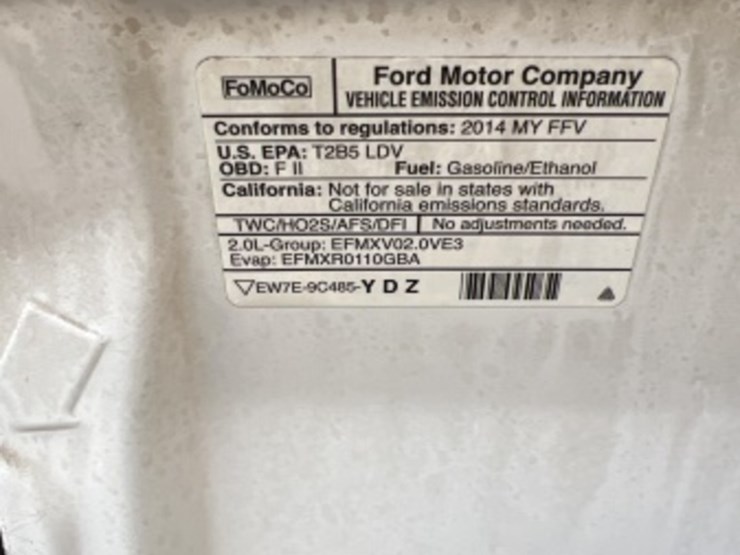 FoMoCo
Ford Motor Company
VEHICLE EMISSION CONTROL INFORMATION
Conforms to regulations: 2014 MY FFV
U.S. EPA: T2B5 LDV
OBD: F II Fuel: Gasoline/Ethanol
California: Not for sale in states with
California emissions standards.
TWC/HO2S/AFS/DFI No adjustments needed.
2.0L-Group: EFMXV02.0VE3
Evap: EFMXR0110GBA
EW7E-9C485-Y D Z